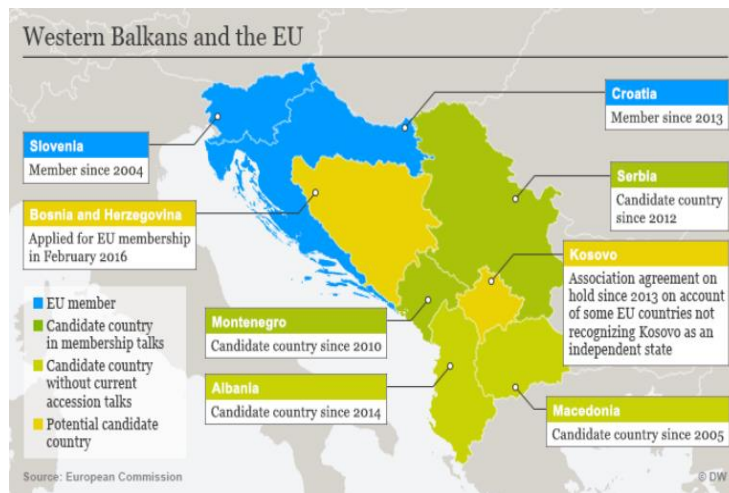 Western Balkans and the EU
Croatia
Member since 2013
Slovenia
Member since 2004
Serbia
Candidate country
since 2012
Bosnia and Herzegovina
Applied for EU membership
in February 2016
Kosovo
Association agreement on
hold since 2013 on account
of some EU countries not
recognizing Kosovo as an
independent state
EU member
Candidate country
in membership talks
Candidate country
without current
accession talks
Potential candidate
country
Montenegro
Candidate country since 2010
Albania
Candidate country since 2014
Macedonia
Candidate country since 2005
Source: European Commission
© DW